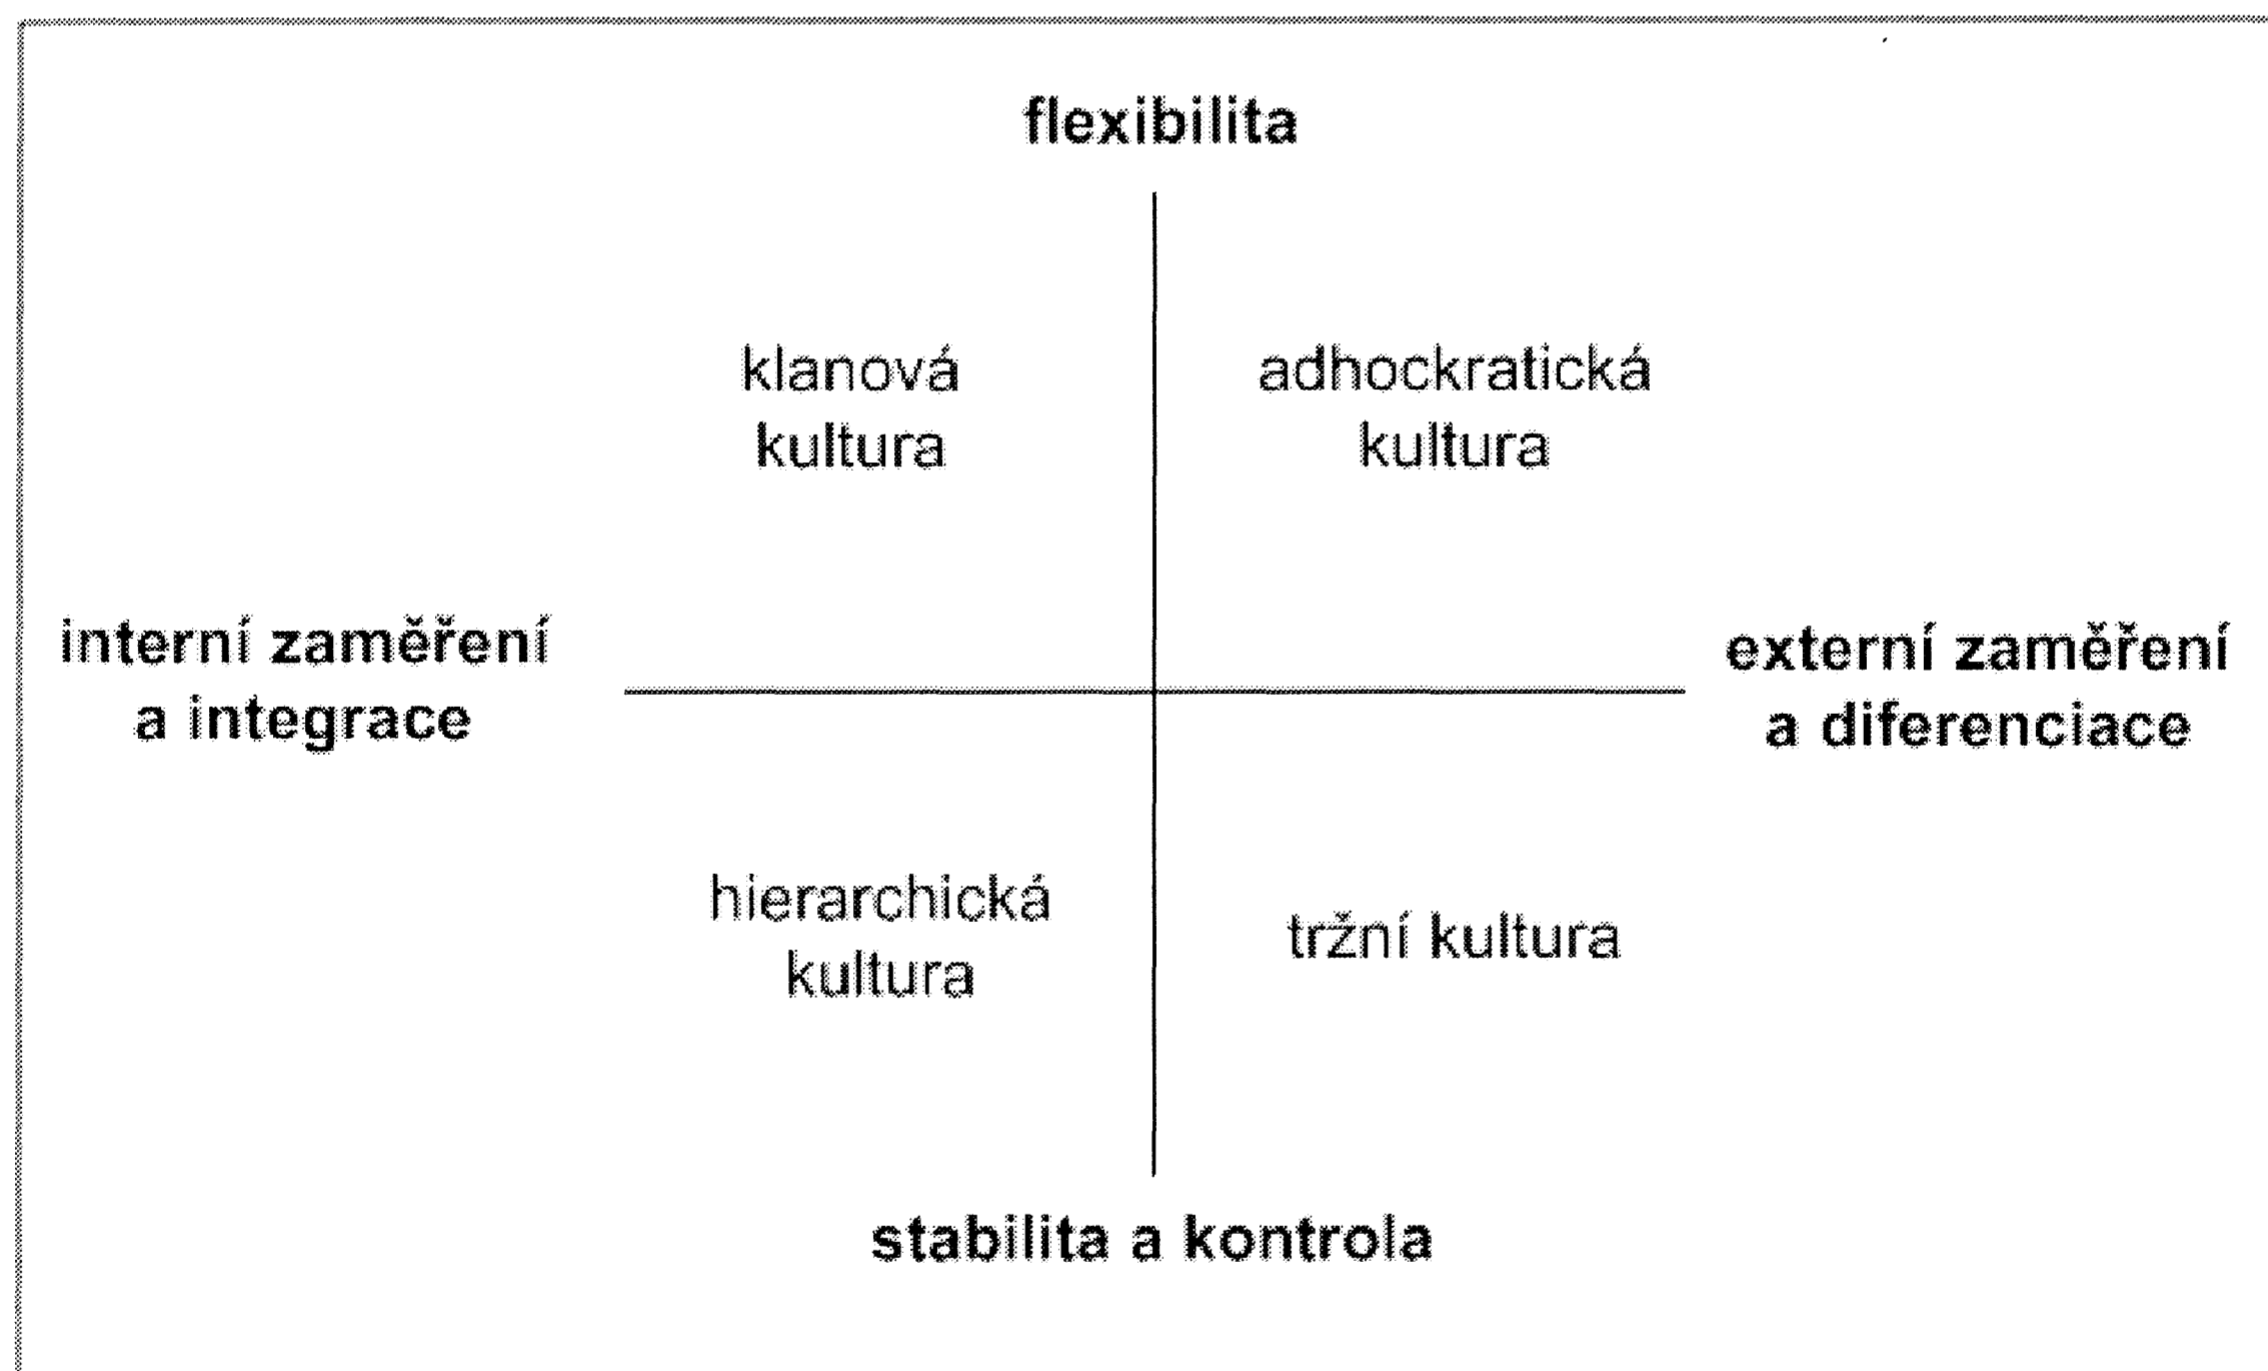 flexibilita
klanová
kultura
adhockratická
kultura
interní zaměření
a integrace
externí zaměření
a diferenciace
hierarchická
kultura
tržní kultura
stabilita a kontrola